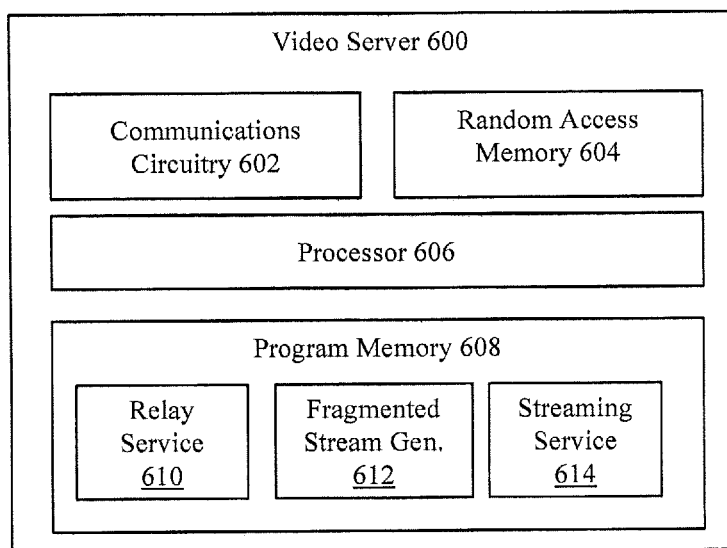 Video Server 600
Communications
Circuitry 602
Random Access
Memory 604
Processor 606
Program Memory 608
Relay
Service
610
Fragmented
Stream Gen.
612
Streaming
Service
614